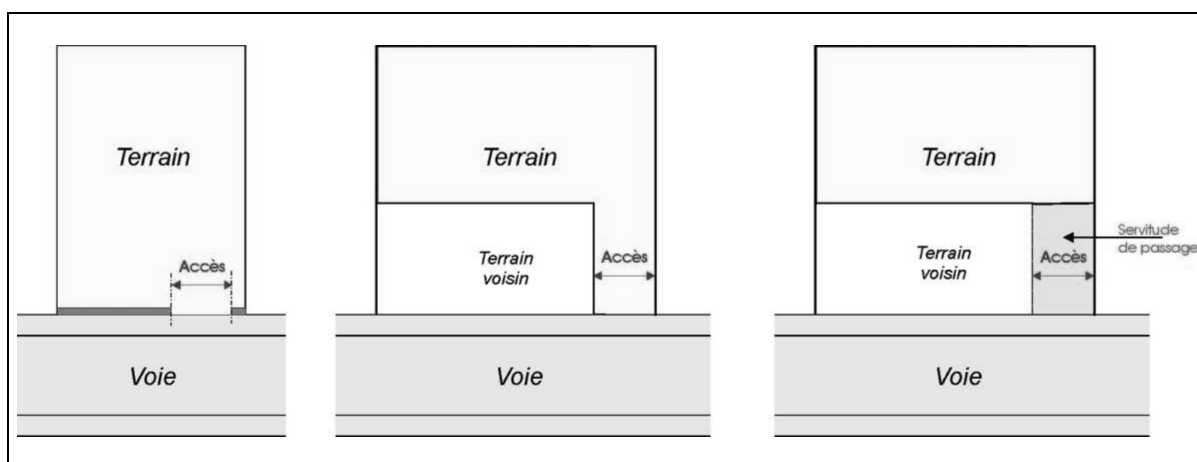 Terrain
Accès
Voie
Terrain
Terrain
voisin
Accès
Voie
Terrain
Terrain
voisin
Accès
Servitude
de passage
Voie